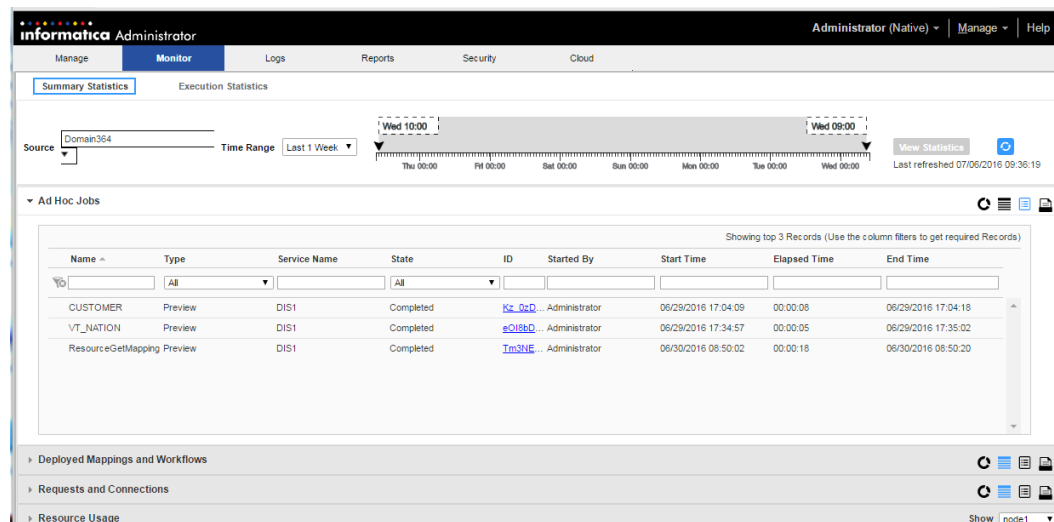 informatica Administrator
Administrator (Native) Manage Help
Manage Monitor Logs Reports Security Cloud
Summary Statistics Execution Statistics
Wed 10:00 Wed 09:00
Source Domain364 Time Range Last 1 Week View Statistics
Thu 00:00 Fri 00:00 Sat 00:00 Sun 00:00 Mon 00:00 Tue 00:00 Wed 00:00 Last refreshed 07/06/2016 09:36:19
Ad Hoc Jobs
Showing top 3 Records (Use the column filters to get required Records)
Name Type Service Name State ID Started By Start Time Elapsed Time End Time
All All
CUSTOMER Preview DIS1 Completed Kz_0zD... Administrator 06/29/2016 17:04:09 00:00:08 06/29/2016 17:04:18
VT_NATION Preview DIS1 Completed eOI8bD... Administrator 06/29/2016 17:34:57 00:00:05 06/29/2016 17:35:02
ResourceGetMapping Preview DIS1 Completed Tm3NE... Administrator 06/30/2016 08:50:02 00:00:18 06/30/2016 08:50:20
Deployed Mappings and Workflows
Requests and Connections
Resource Usage Show node1